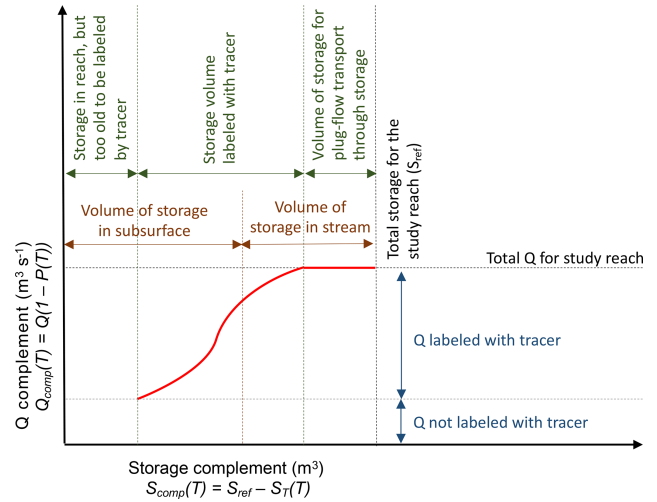 Storage in reach, but
too old to be labeled
by tracer
Storage volume
labeled with tracer
Volume of storage for
plug-flow transport
through storage
Total storage for the
study reach (Sref)
Volume of storage
in subsurface
Volume of
storage in stream
Total Q for study reach
Q labeled with tracer
Q not labeled with tracer
Q complement (m³ s⁻¹)
Qcomp(T) = Q(1 – P(T))
Storage complement (m³)
Scomp(T) = Sref – ST(T)